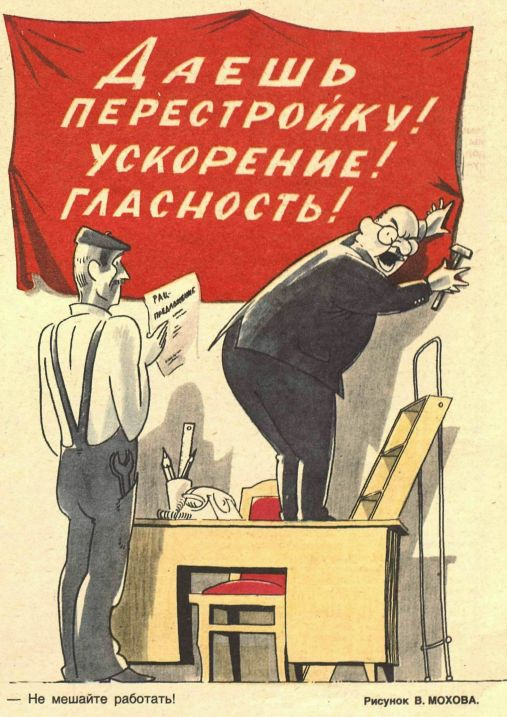 ДАЕШЬ
ПЕРЕСТРОЙКУ!
УСКОРЕНИЕ!
ГЛАСНОСТЬ!
РАЦ-
ПРЕДЛОЖЕНИЕ
— Не мешайте работать!
Рисунок В. МОХОВА.